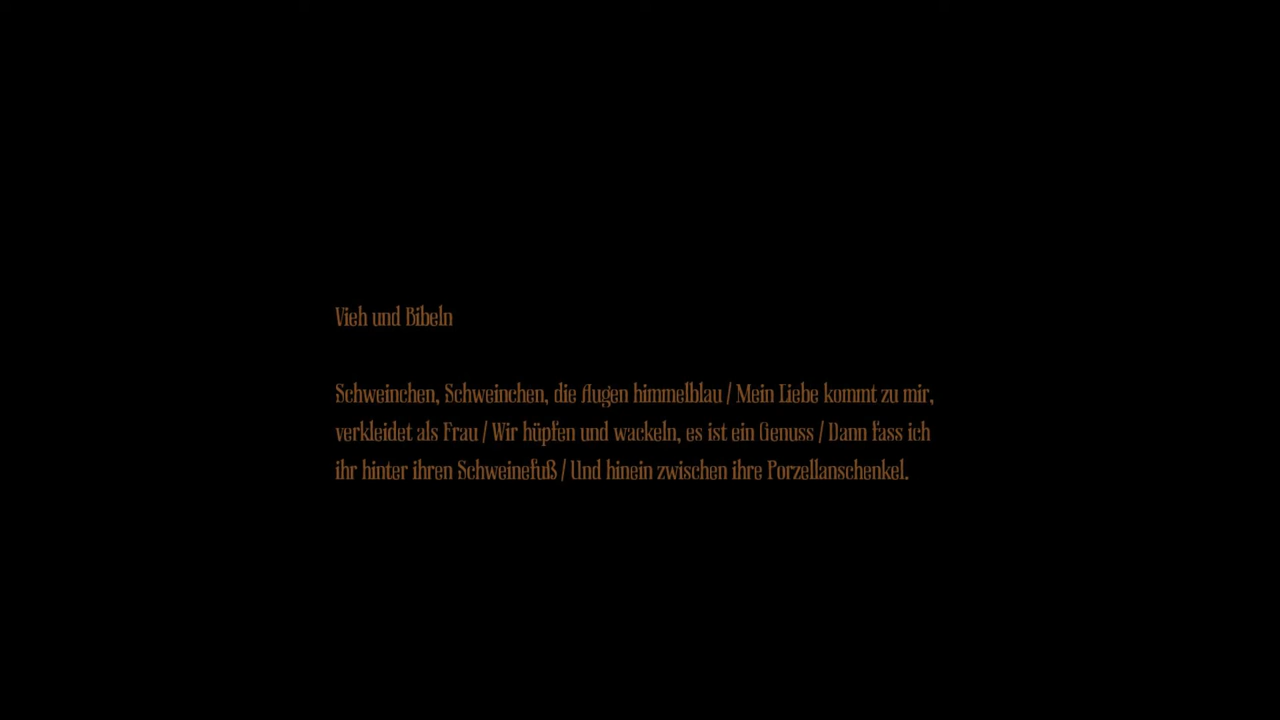 Vieh und Bibeln
Schweinchen, Schweinchen, die Augen himmelblau / Mein Liebe kommt zu mir,
verkleidet als Frau / Wir hüpfen und wackeln, es ist ein Genuss / Dann fass ich
ihr hinter ihren Schweinefuß / Und hinein zwischen ihre Porzellanschenkel.